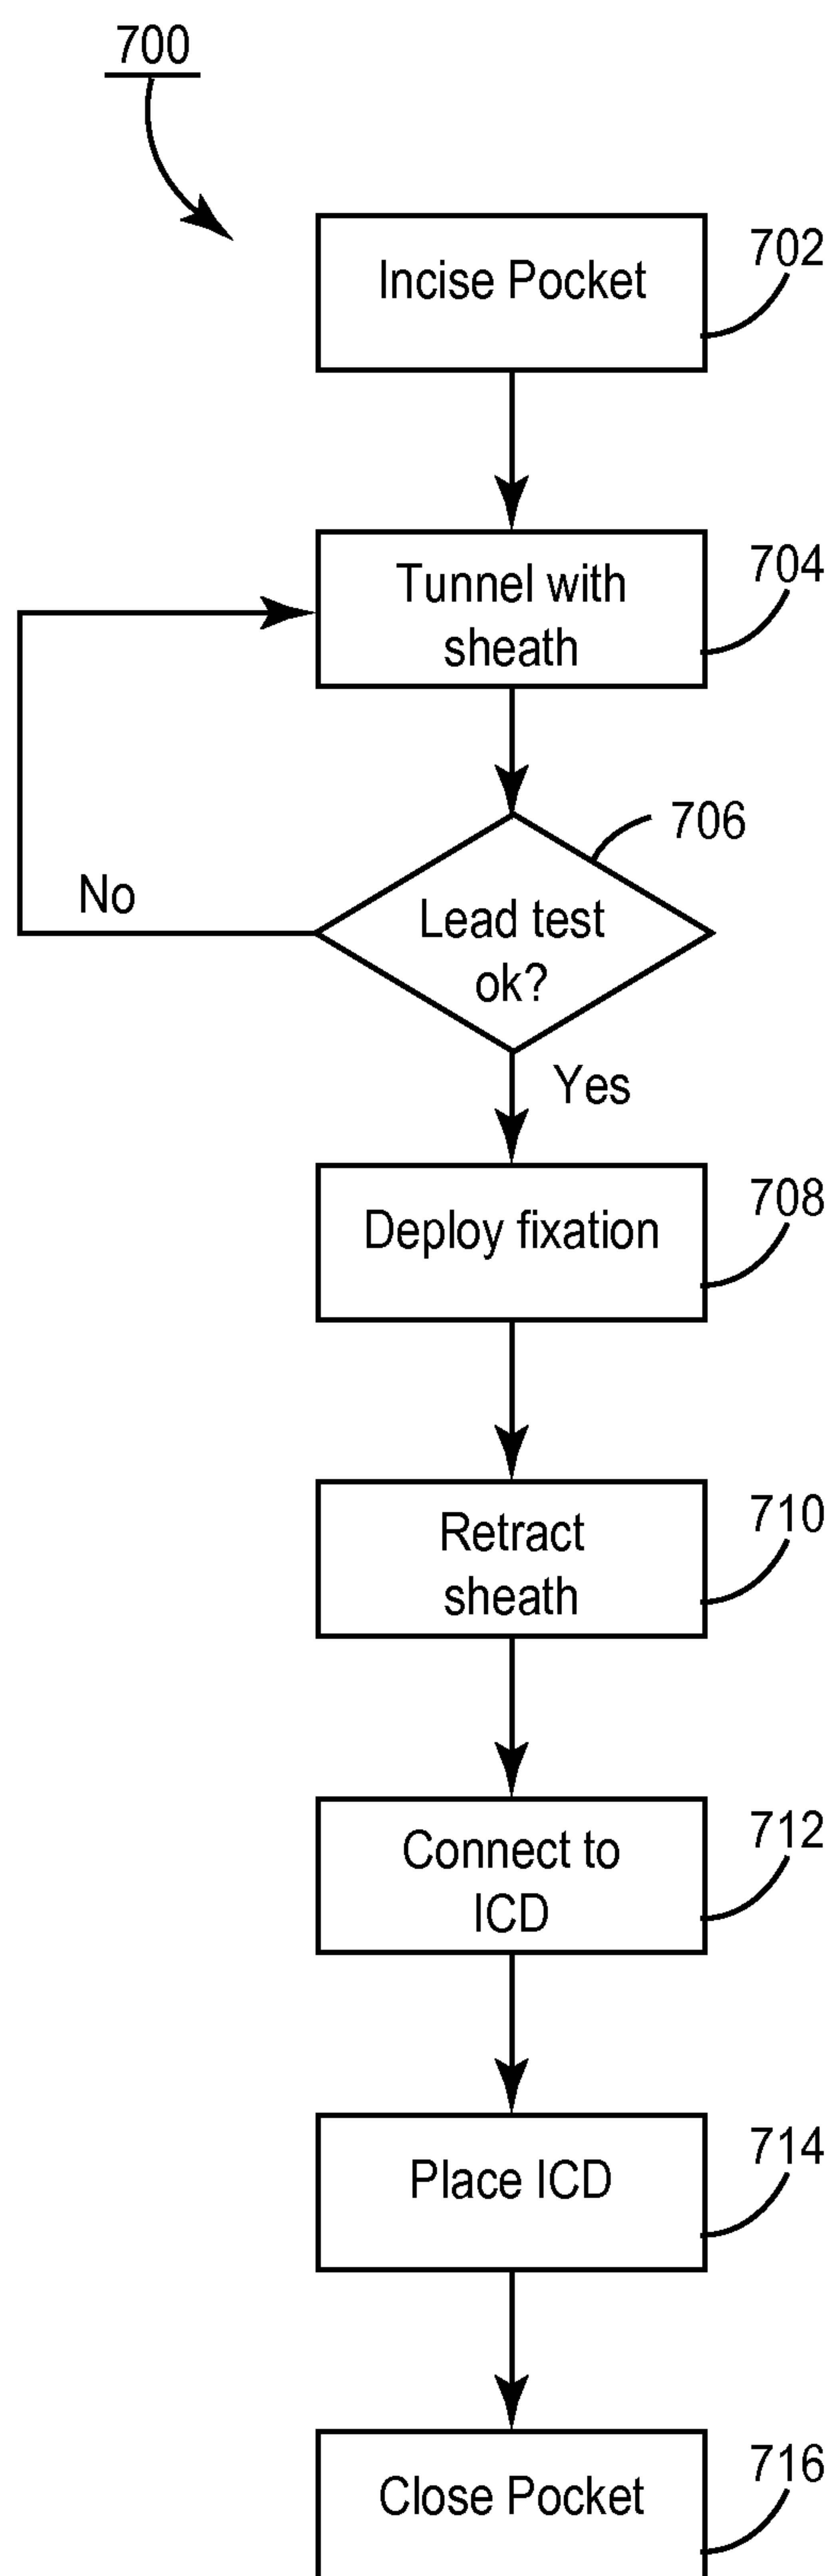 700
Incise Pocket
702
Tunnel with
sheath
704
Lead test
ok?
706
No
Yes
Deploy fixation
708
Retract
sheath
710
Connect to
ICD
712
Place ICD
714
Close Pocket
716